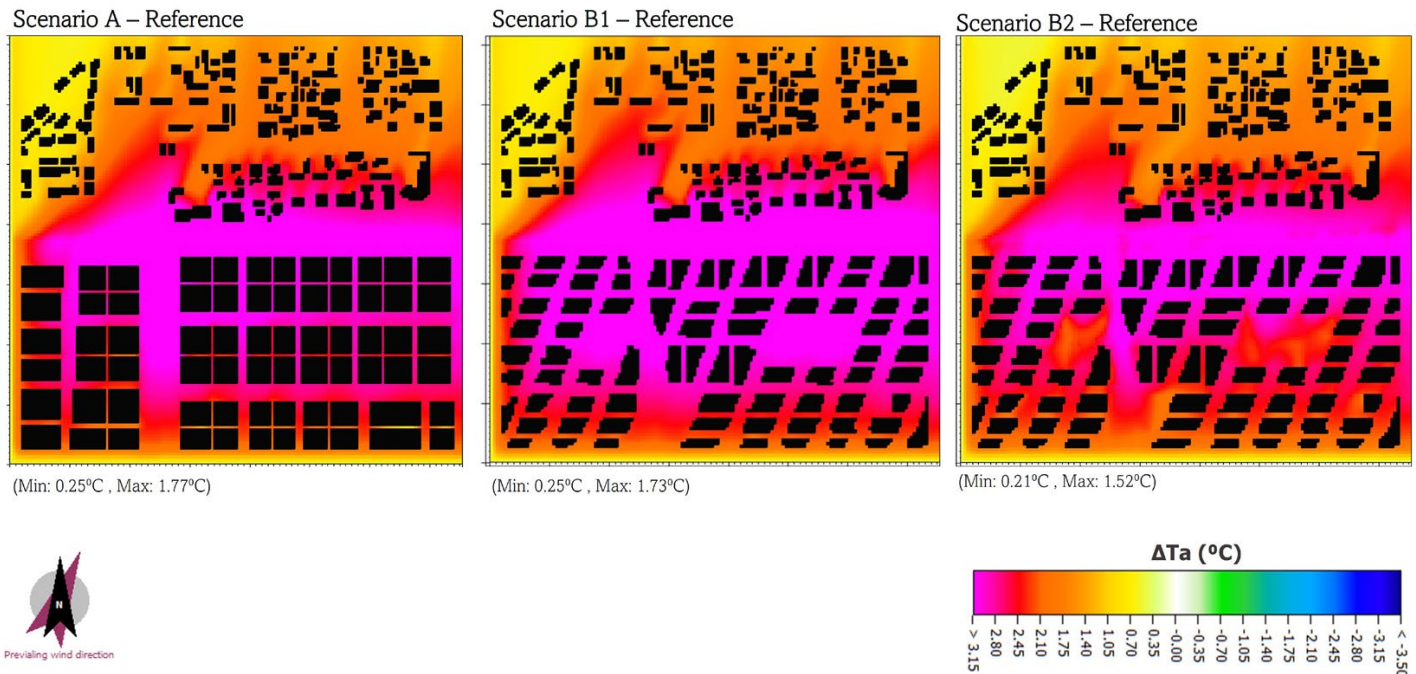 Scenario A – Reference
Scenario B1 – Reference
Scenario B2 – Reference
(Min: 0.25ºC , Max: 1.77ºC)
(Min: 0.25ºC , Max: 1.73ºC)
(Min: 0.21ºC , Max: 1.52ºC)
N
Previaling wind direction
ΔTa (ºC)
> 3.15
2.80
2.45
2.10
1.75
1.40
1.05
0.70
0.35
-0.00
-0.35
-0.70
-1.05
-1.40
-1.75
-2.10
-2.45
-2.80
-3.15
< -3.50